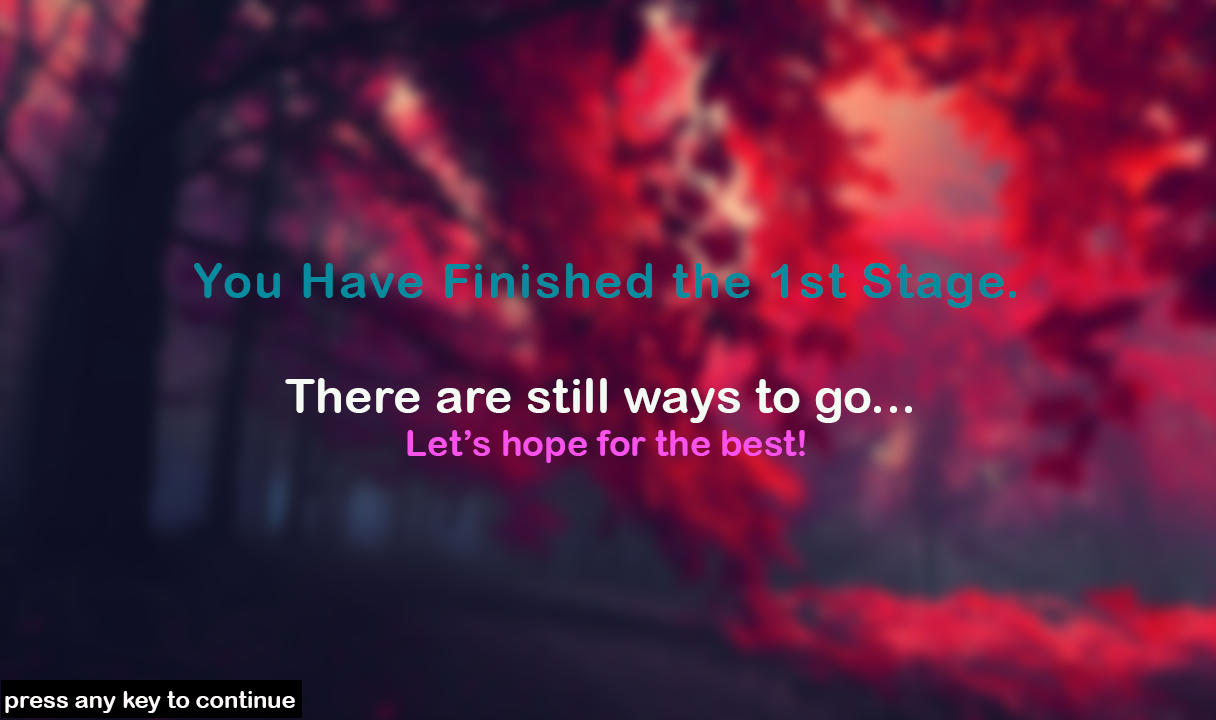 You Have Finished the 1st Stage.
There are still ways to go...
Let’s hope for the best!
press any key to continue